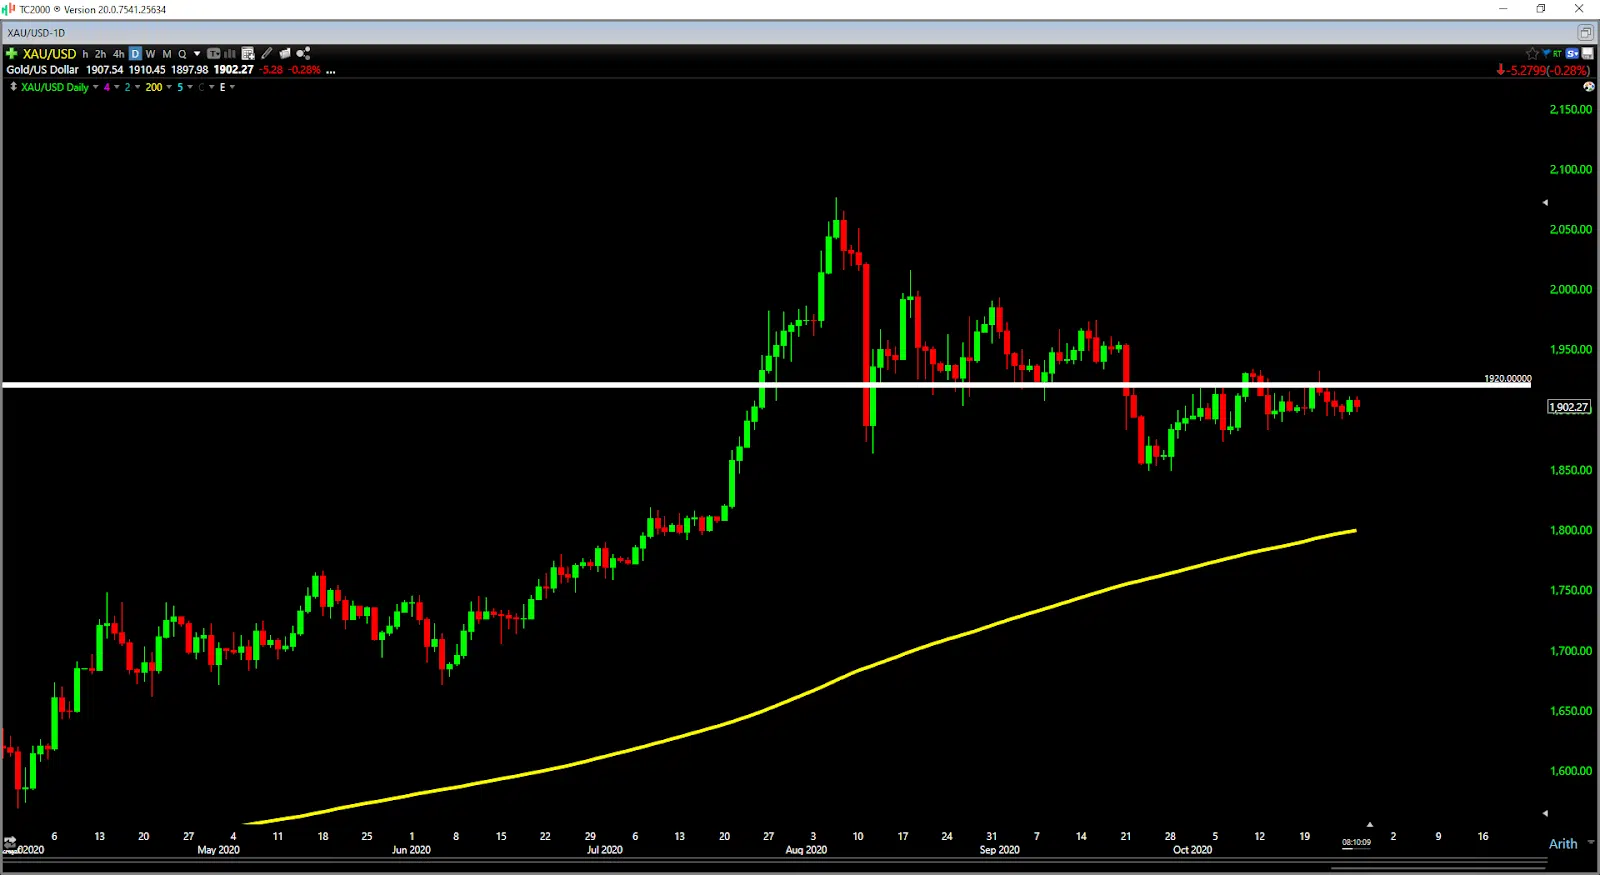 TC2000 ® Version 20.0.7541.25634
XAU/USD-1D
XAU/USD h 2h 4h D W M Q
RT S
Gold/US Dollar 1907.54 1910.45 1897.98 1902.27 -5.28 -0.28% ...
-5.2799(-0.28%)
XAU/USD Daily 4 2 200 5 C E
2,150.00
2,100.00
2,050.00
2,000.00
1,950.00
1920.00000
1,902.27
1,850.00
1,800.00
1,750.00
1,700.00
1,650.00
1,600.00
6 13 20 27 4 11 18 25 1 8 15 22 29 6 13 20 27 3 10 17 24 31 7 14 21 28 5 12 19 2 9 16
08:10:09
Arith
2020 May 2020 Jun 2020 Jul 2020 Aug 2020 Sep 2020 Oct 2020